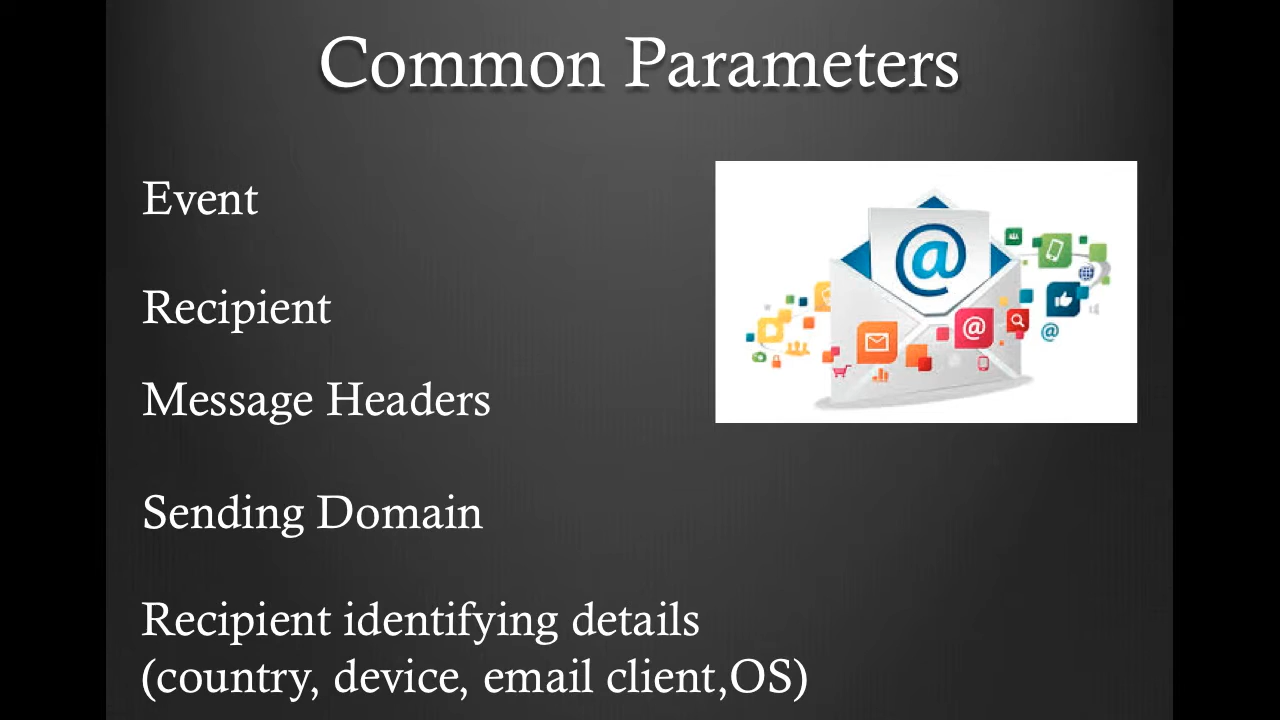 Common Parameters
Event
Recipient
Message Headers
Sending Domain
Recipient identifying details
(country, device, email client,OS)
@
@
@